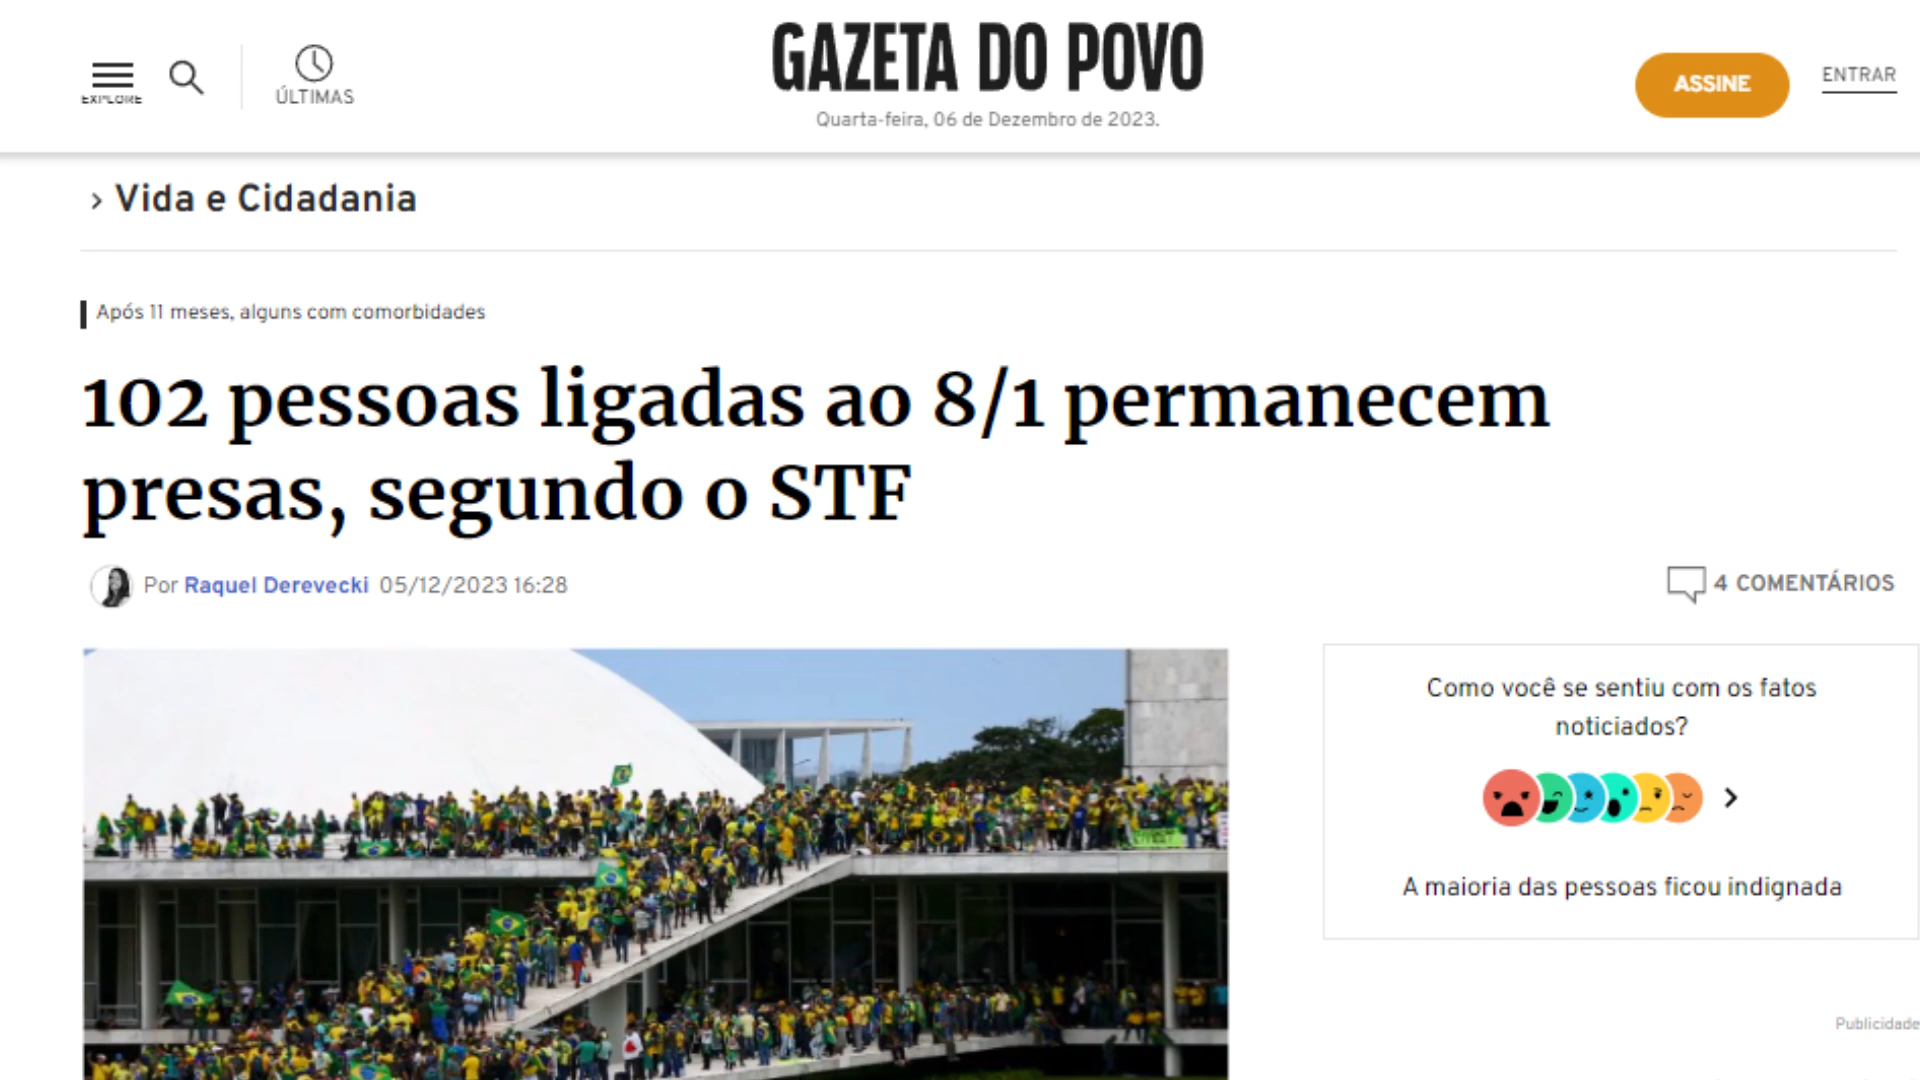 EXPLORE
ÚLTIMAS
GAZETA DO POVO
Quarta-feira, 06 de Dezembro de 2023.
ASSINE
ENTRAR
› Vida e Cidadania
Após 11 meses, alguns com comorbidades
102 pessoas ligadas ao 8/1 permanecem
presas, segundo o STF
Por Raquel Derevecki 05/12/2023 16:28
4 COMENTÁRIOS
Como você se sentiu com os fatos
noticiados?
A maioria das pessoas ficou indignada
Publicidade